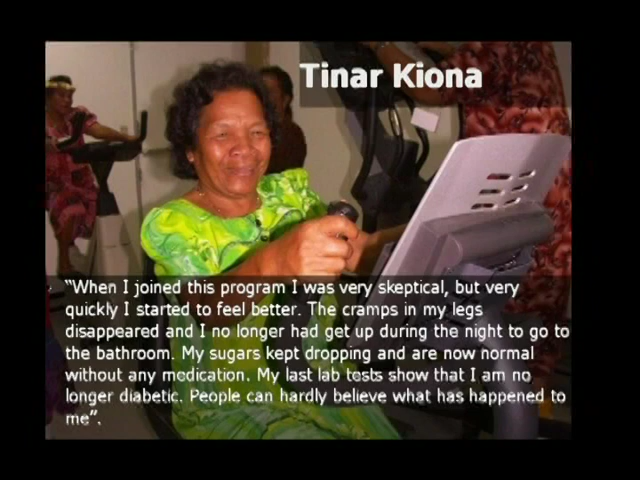 Tinar Kiona
"When I joined this program I was very skeptical, but very
quickly I started to feel better. The cramps in my legs
disappeared and I no longer had get up during the night to go to
the bathroom. My sugars kept dropping and are now normal
without any medication. My last lab tests show that I am no
longer diabetic. People can hardly believe what has happened to
me".